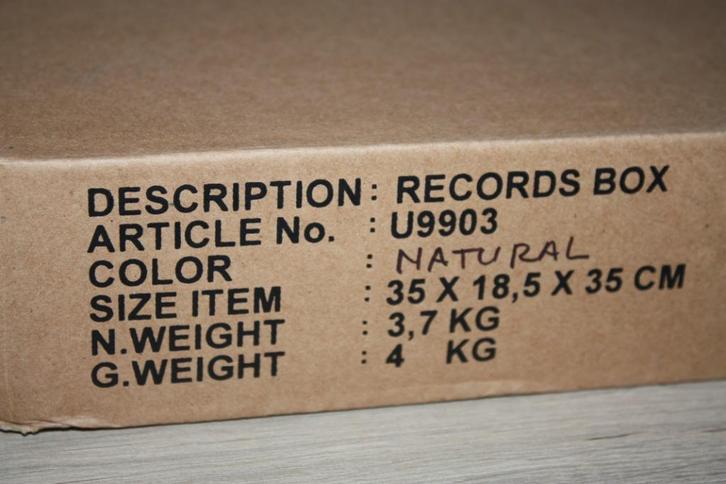 DESCRIPTION : RECORDS BOX
ARTICLE No. : U9903
COLOR : NATURAL
SIZE ITEM : 35 X 18,5 X 35 CM
N.WEIGHT : 3,7 KG
G.WEIGHT : 4 KG